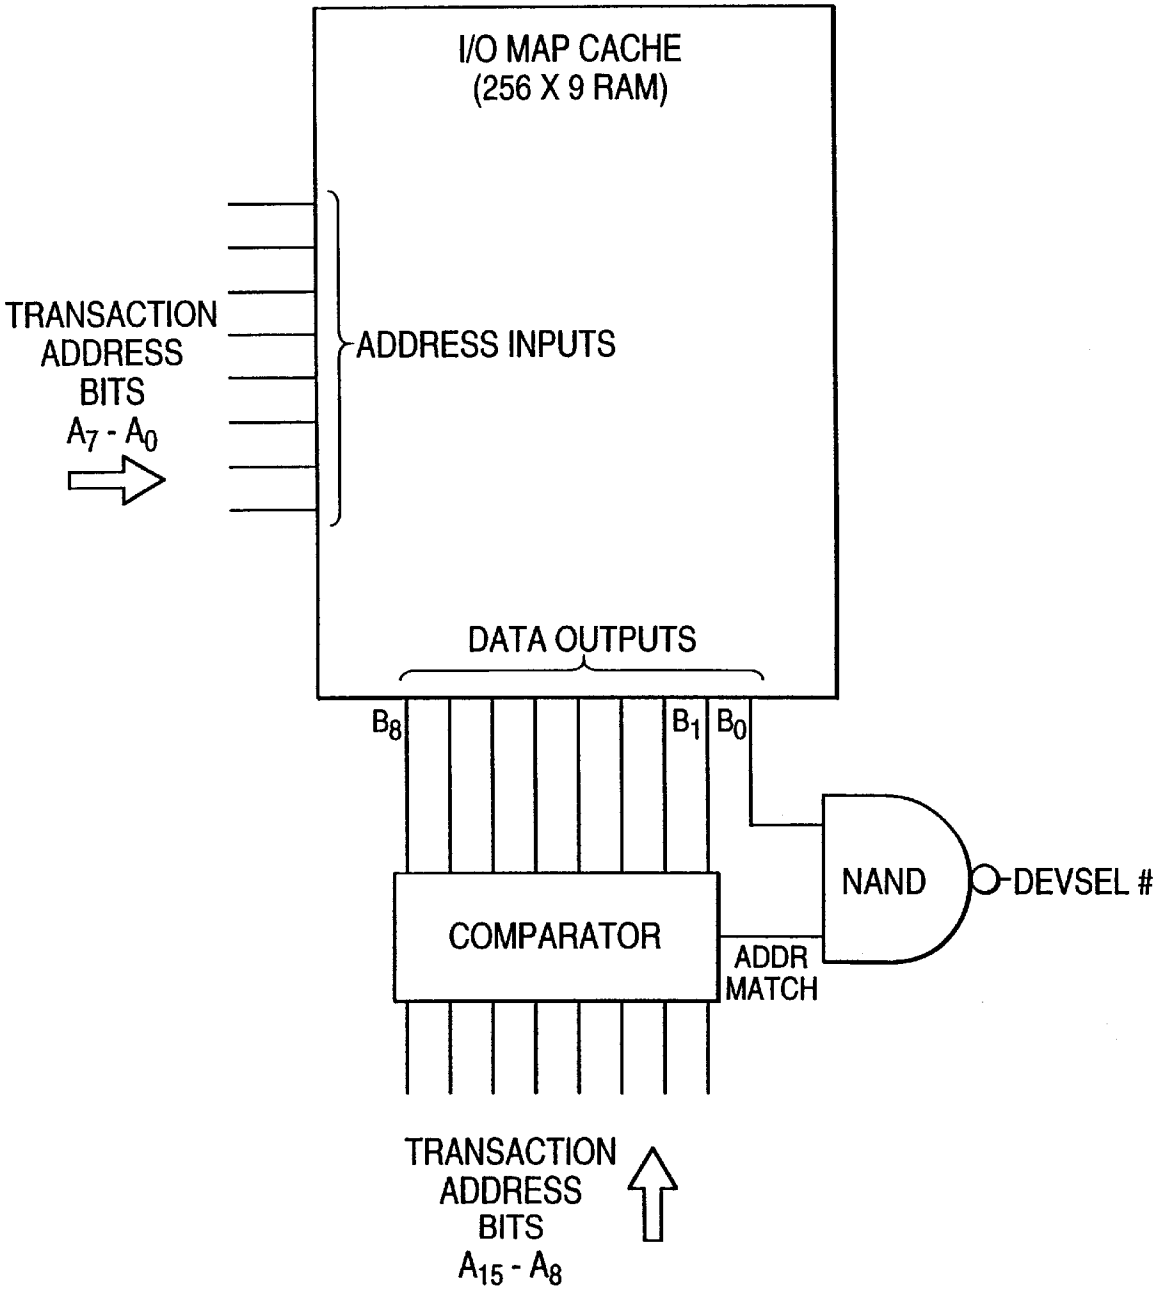 I/O MAP CACHE
(256 X 9 RAM)
TRANSACTION
ADDRESS
BITS
A7 - A0
ADDRESS INPUTS
DATA OUTPUTS
B8
B1
B0
NAND
DEVSEL #
COMPARATOR
ADDR
MATCH
TRANSACTION
ADDRESS
BITS
A15 - A8